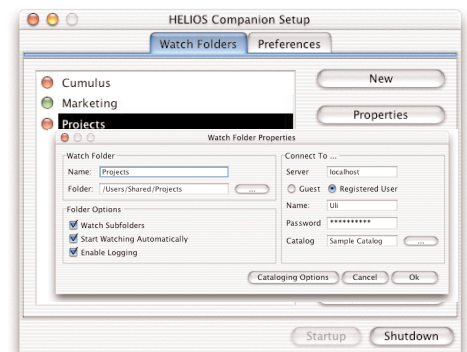 HELIOS Companion Setup
Watch Folders
Preferences
Cumulus
Marketing
Projects
New
Properties
Watch Folder Properties
Watch Folder
Name: Projects
Folder: /Users/Shared/Projects ...
Folder Options
Watch Subfolders
Start Watching Automatically
Enable Logging
Connect To ...
Server localhost
Guest Registered User
Name: Uli
Password **********
Catalog Sample Catalog ...
Cataloging Options Cancel Ok
Startup Shutdown